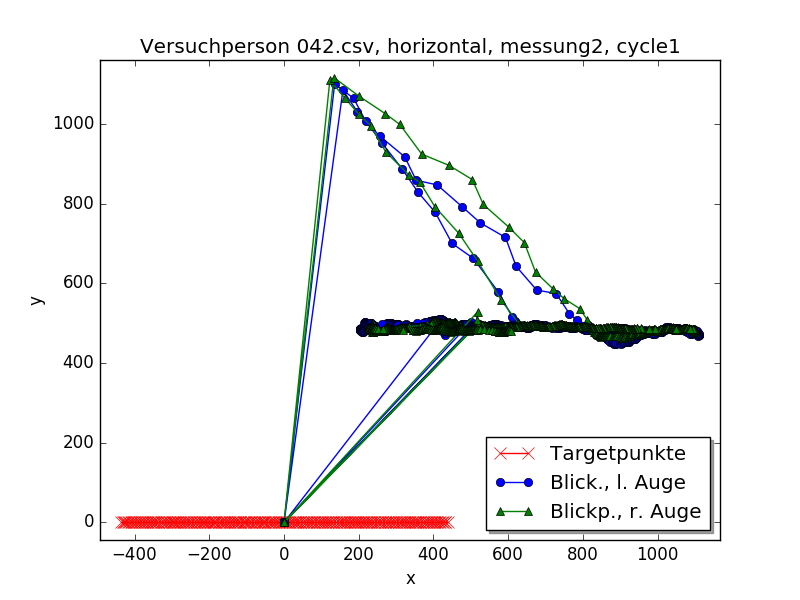 Versuchperson 042.csv, horizontal, messung2, cycle1
y
1000
800
600
400
200
0
−400
−200
0
200
400
600
800
1000
x
Targetpunkte
Blick., l. Auge
Blickp., r. Auge